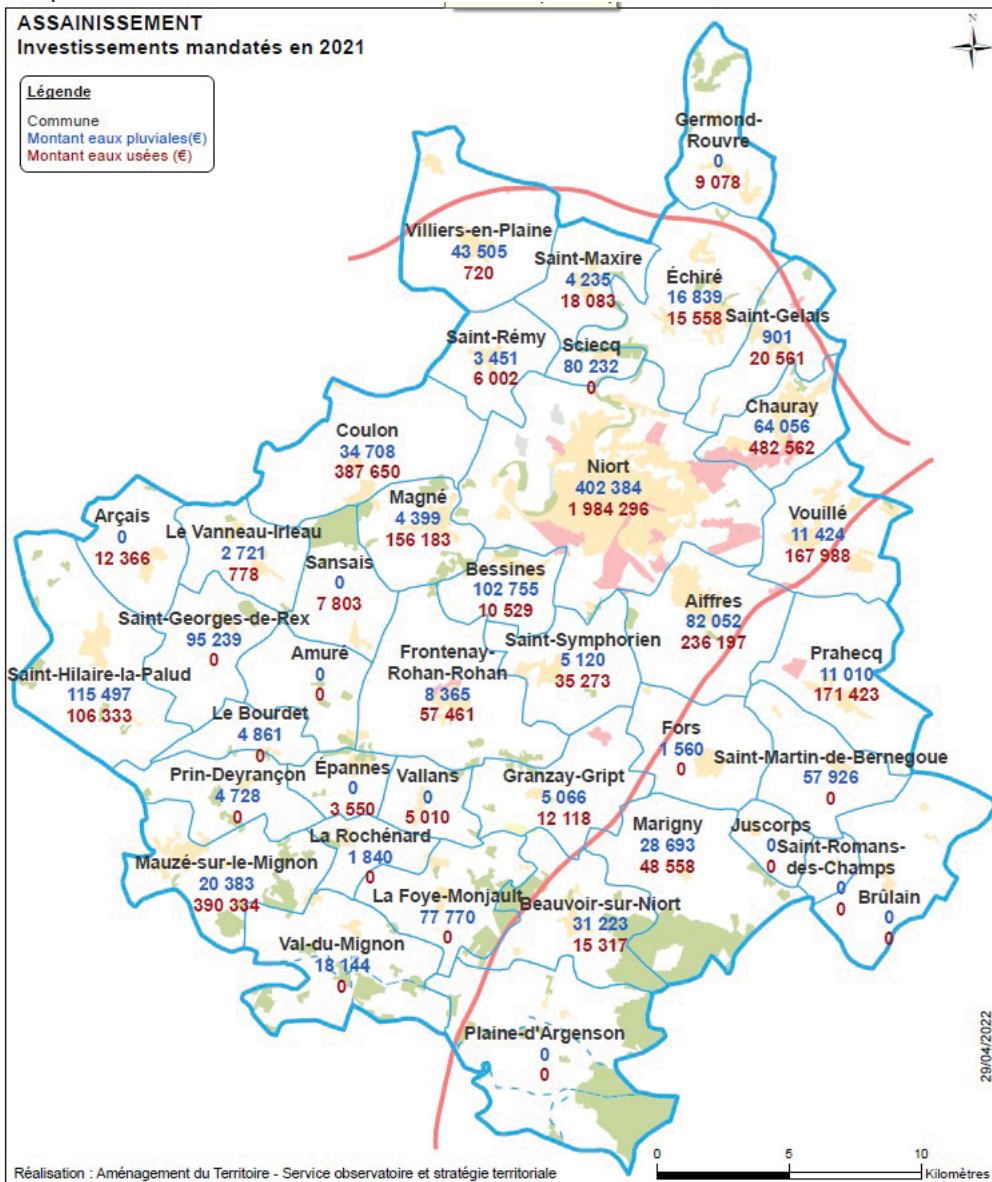 ASSAINISSEMENT
Investissements mandatés en 2021
N
Légende
Commune
Montant eaux pluviales(€)
Montant eaux usées (€)
Germond-
Rouvre
0
9 078
Villiers-en-Plaine
43 505
720
Saint-Maxire
4 235
18 083
Échiré
16 839
15 558
Saint-Gelais
901
20 561
Saint-Rémy
3 451
6 002
Sciecq
80 232
0
Chauray
64 056
482 562
Coulon
34 708
387 650
Niort
402 384
1 984 296
Magné
4 399
156 183
Vouillé
11 424
167 988
Arçais
0
12 366
Le Vanneau-Irleau
2 721
778
Sansais
0
7 803
Bessines
102 755
10 529
Aiffres
82 052
236 197
Saint-Georges-de-Rex
95 239
0
Amuré
0
0
Frontenay-
Rohan-Rohan
8 365
57 461
Saint-Symphorien
5 120
35 273
Prahecq
11 010
171 423
Saint-Hilaire-la-Palud
115 497
106 333
Le Bourdet
4 861
0
Fors
1 560
0
Saint-Martin-de-Bernegoue
57 926
0
Prin-Deyrançon
4 728
0
Épannes
0
3 550
Vallans
0
5 010
Granzay-Gript
5 066
12 118
Marigny
28 693
48 558
Juscorps
0
0
Saint-Romans-
des-Champs
0
0
Brûlain
0
0
La Rochénard
1 840
0
Mauzé-sur-le-Mignon
20 383
390 334
La Foye-Monjault
77 770
0
Beauvoir-sur-Niort
31 223
15 317
Val-du-Mignon
18 144
0
Plaine-d'Argenson
0
0
29/04/2022
Réalisation : Aménagement du Territoire - Service observatoire et stratégie territoriale
0 5 10
Kilomètres